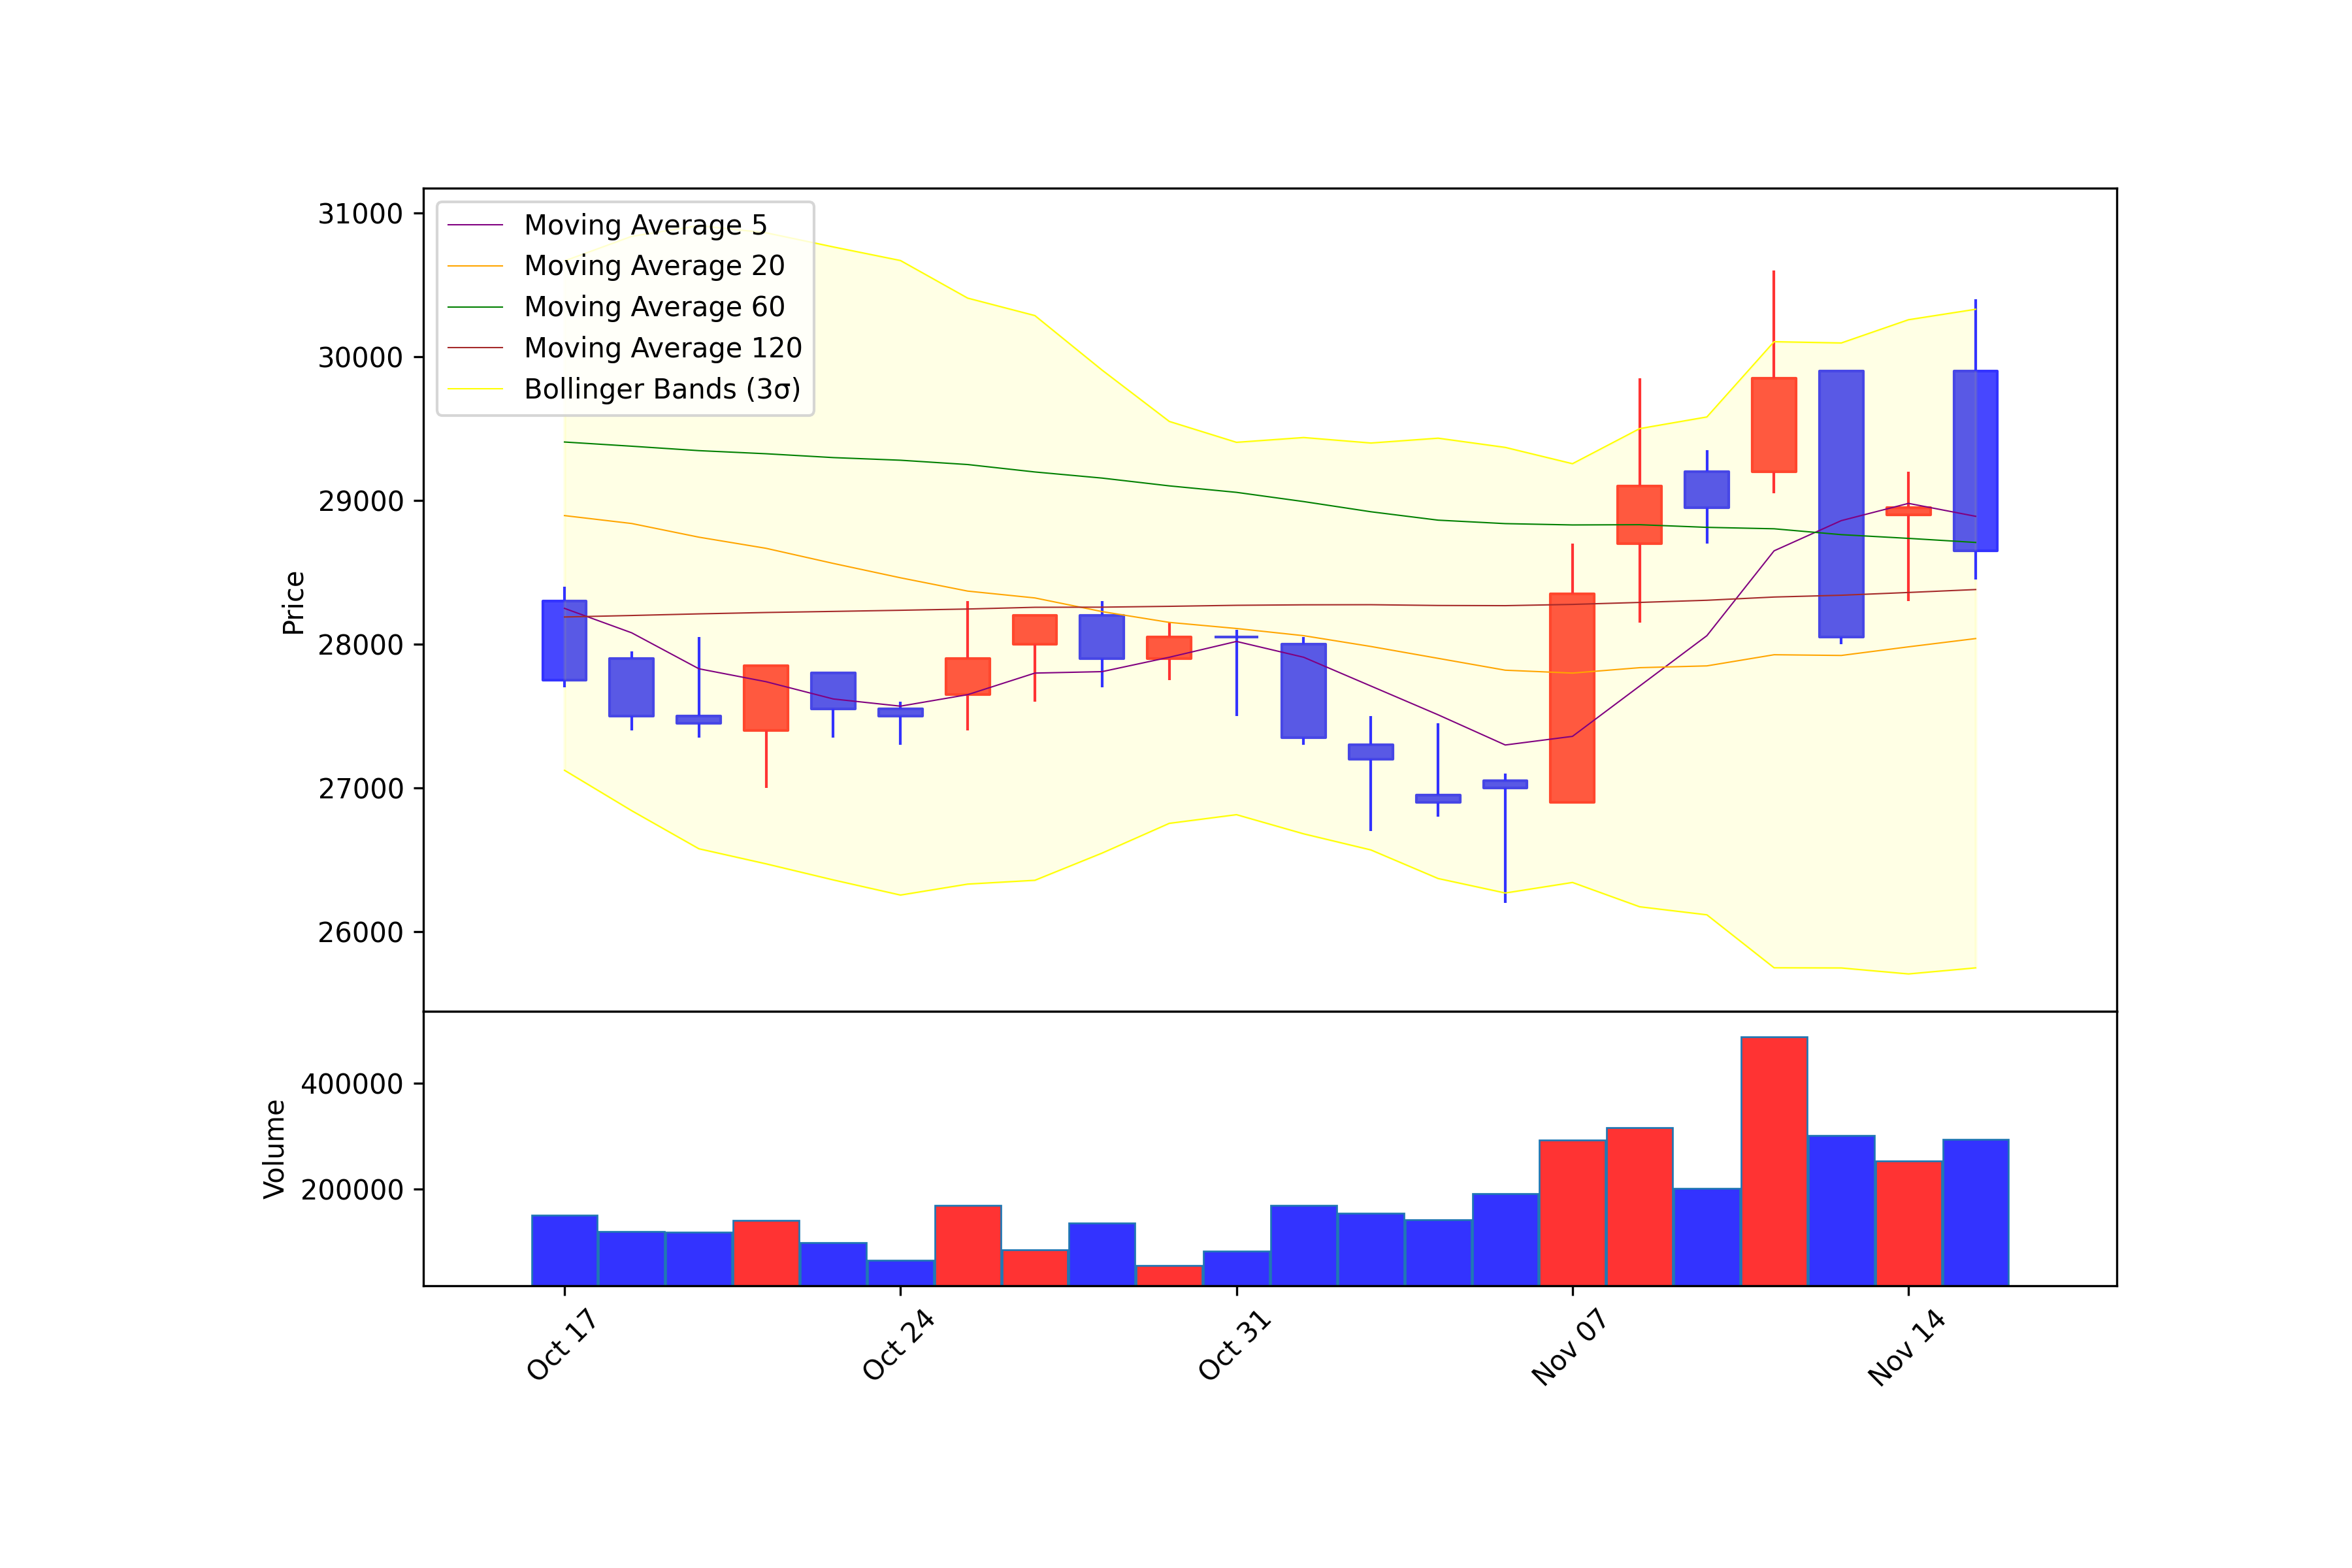 Price
31000
30000
29000
28000
27000
26000
Moving Average 5
Moving Average 20
Moving Average 60
Moving Average 120
Bollinger Bands (3σ)
Volume
400000
200000
Oct 17
Oct 24
Oct 31
Nov 07
Nov 14